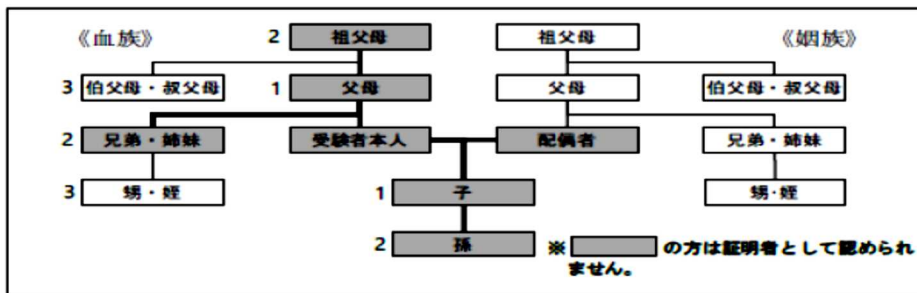 《血族》 2 祖父母 祖父母 《姻族》
3 伯父母・叔父母 1 父母 父母 伯父母・叔父母
2 兄弟・姉妹 受験者本人 配偶者 兄弟・姉妹
3 甥・姪 1 子 甥・姪
2 孫 ※ の方は証明者として認められ
ません。